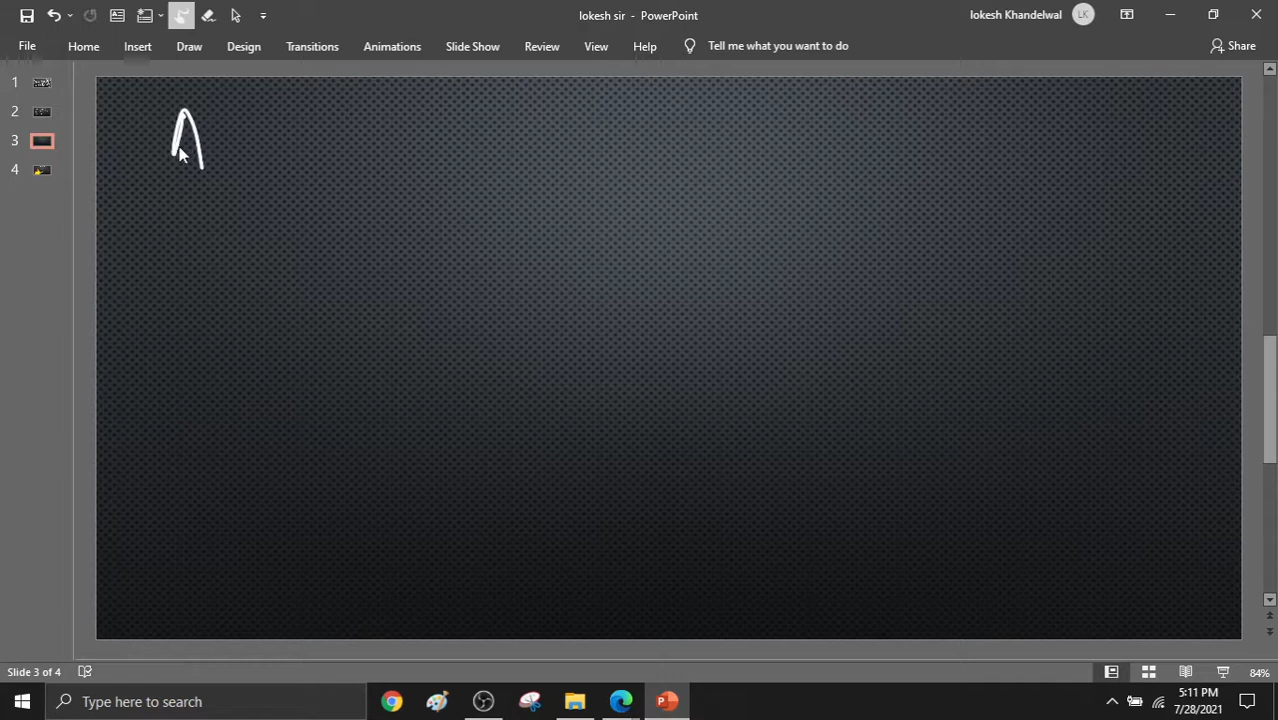 lokesh sir - PowerPoint
lokesh Khandelwal
LK
File Home Insert Draw Design Transitions Animations Slide Show Review View Help Tell me what you want to do Share
1
2
3
4
Slide 3 of 4
84%
Type here to search
5:11 PM
7/28/2021